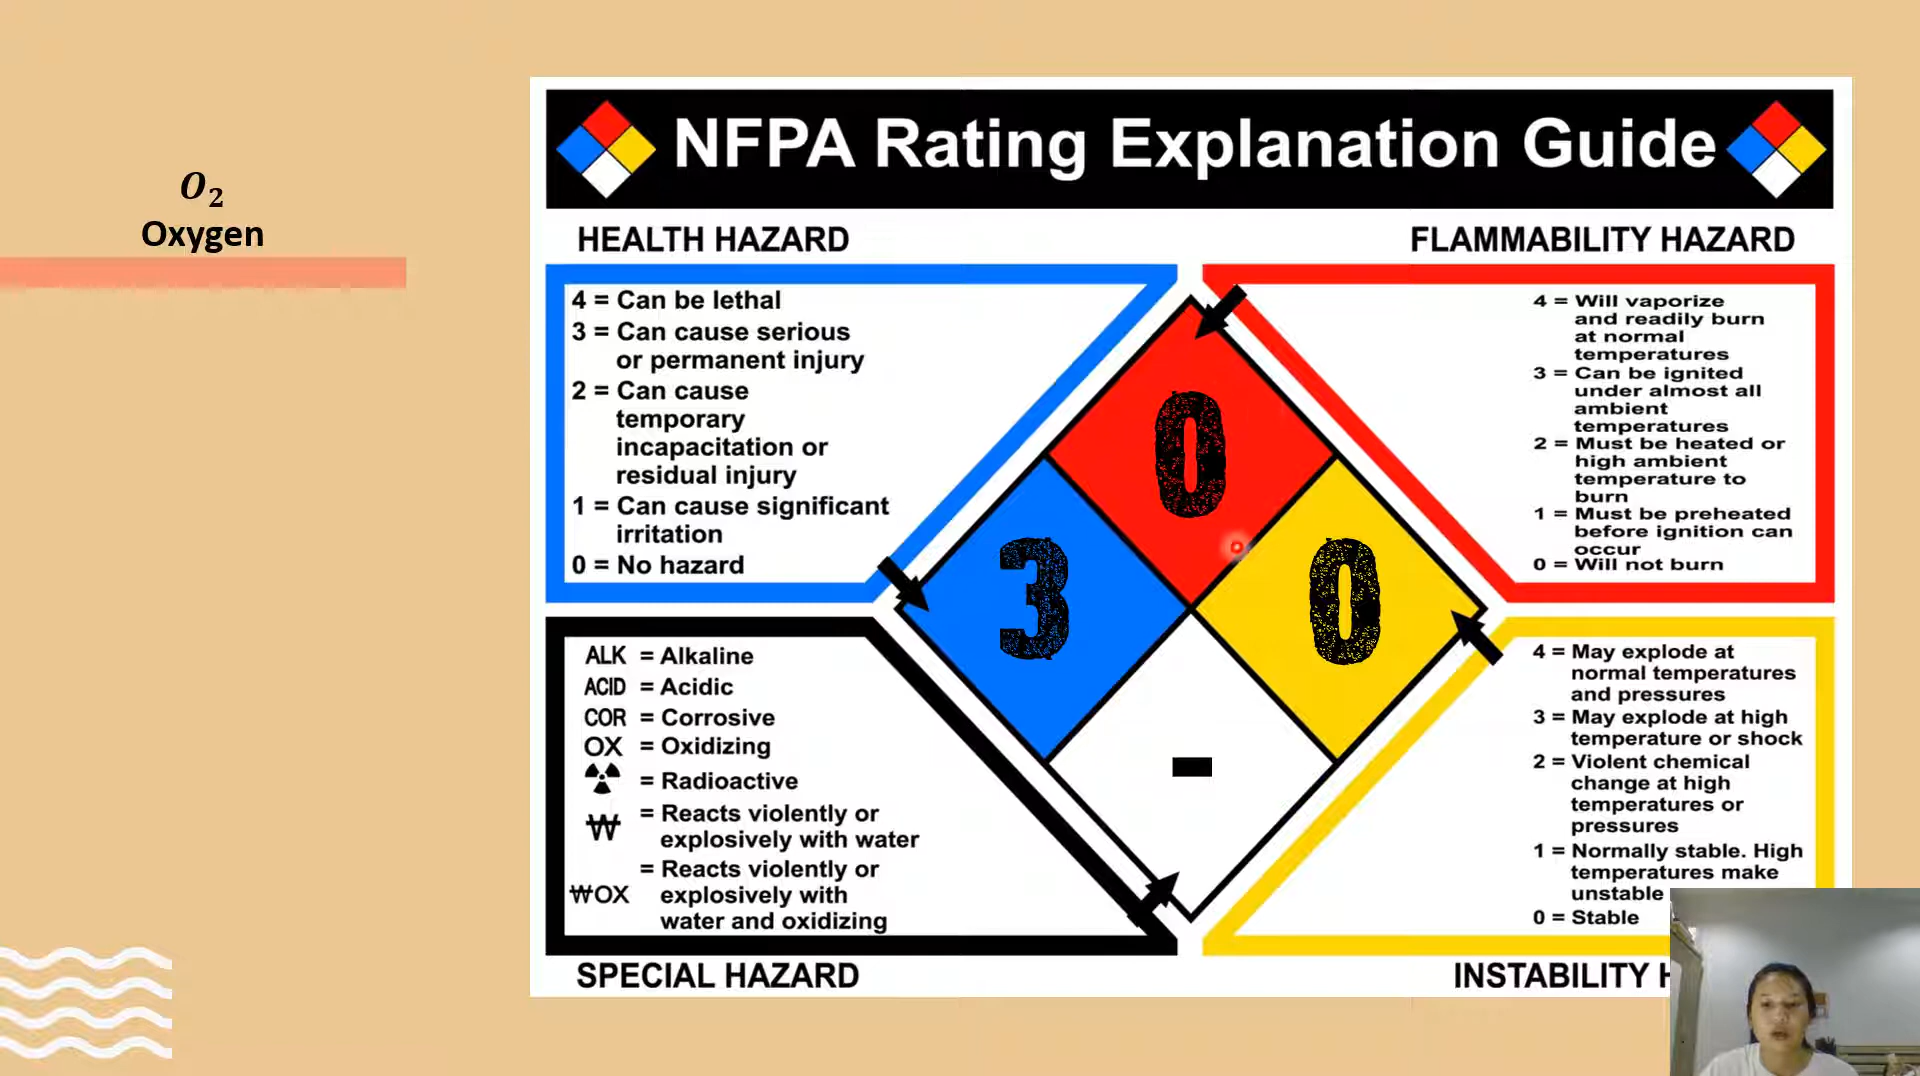 O₂
Oxygen
NFPA Rating Explanation Guide
HEALTH HAZARD
4 = Can be lethal
3 = Can cause serious
or permanent injury
2 = Can cause
temporary
incapacitation or
residual injury
1 = Can cause significant
irritation
0 = No hazard
FLAMMABILITY HAZARD
4 = Will vaporize
and readily burn
at normal
temperatures
3 = Can be ignited
under almost all
ambient
temperatures
2 = Must be heated or
high ambient
temperature to
burn
1 = Must be preheated
before ignition can
occur
0 = Will not burn
0
3
0
-
ALK = Alkaline
ACID = Acidic
COR = Corrosive
OX = Oxidizing
= Radioactive
W = Reacts violently or
explosively with water
= Reacts violently or
WOX explosively with
water and oxidizing
SPECIAL HAZARD
4 = May explode at
normal temperatures
and pressures
3 = May explode at high
temperature or shock
2 = Violent chemical
change at high
temperatures or
pressures
1 = Normally stable. High
temperatures make
unstable
0 = Stable
INSTABILITY